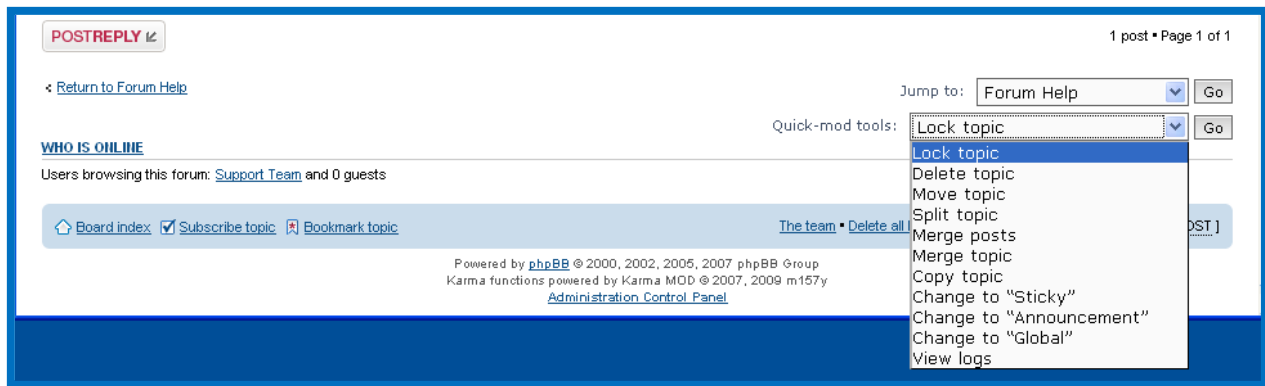 POSTREPLY
1 post • Page 1 of 1
Return to Forum Help
Jump to: Forum Help Go
Quick-mod tools: Lock topic Go
WHO IS ONLINE
Users browsing this forum: Support Team and 0 guests
Lock topic
Delete topic
Move topic
Split topic
Merge posts
Merge topic
Copy topic
Change to “Sticky”
Change to “Announcement”
Change to “Global”
View logs
Board index Subscribe topic Bookmark topic
The team • Delete all
]
Powered by phpBB © 2000, 2002, 2005, 2007 phpBB Group
Karma functions powered by Karma MOD © 2007, 2009 m157y
Administration Control Panel